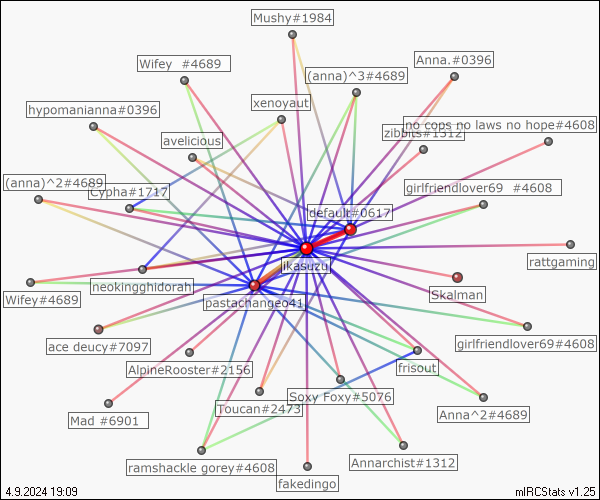 Mushy#1984
Wifey #4689
Anna.#0396
(anna)^3#4689
hypomanianna#0396
xenoyaut
no cops no laws no hope#4608
zibbits#1312
avelicious
(anna)^2#4689
Cypha#1717
girlfriendlover69 #4608
default#0617
rattgaming
likasuzu
neokingghidorah
Skalman
Wifey#4689
pastachangeo41
ace deucy#7097
girlfriendlover69#4608
AlpineRooster#2156
frisout
Soxy Foxy#5076
Toucan#2473
Mad #6901
Anna^2#4689
ramshackle gorey#4608
Annarchist#1312
fakedingo
4.9.2024 19:09
mIRCStats v1.25